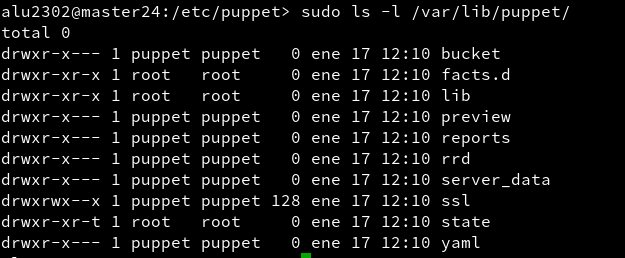 alu2302@master24:/etc/puppet> sudo ls -l /var/lib/puppet/
total 0
drwxr-x--- 1 puppet puppet   0 ene 17 12:10 bucket
drwxr-xr-x 1 root   root     0 ene 17 12:10 facts.d
drwxr-xr-x 1 root   root     0 ene 17 12:10 lib
drwxr-x--- 1 puppet puppet   0 ene 17 12:10 preview
drwxr-x--- 1 puppet puppet   0 ene 17 12:10 reports
drwxr-x--- 1 puppet puppet   0 ene 17 12:10 rrd
drwxr-x--- 1 puppet puppet   0 ene 17 12:10 server_data
drwxrwx--x 1 puppet puppet 128 ene 17 12:10 ssl
drwxr-xr-t 1 root   root     0 ene 17 12:10 state
drwxr-x--- 1 puppet puppet   0 ene 17 12:10 yaml